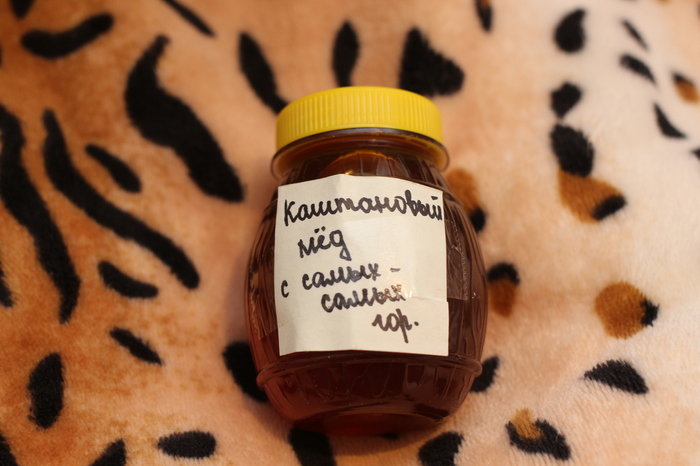 Каштановый
мёд
с самых-
самых
гор.